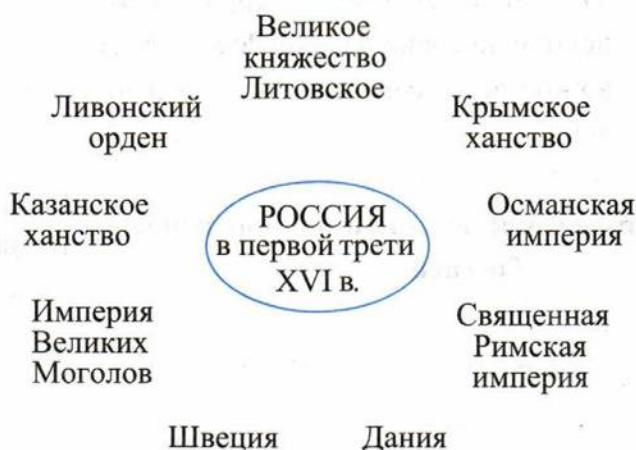 Великое
княжество
Литовское
Ливонский
орден
Крымское
ханство
Казанское
ханство
РОССИЯ
в первой трети
XVI в.
Османская
империя
Империя
Великих
Моголов
Священная
Римская
империя
Швеция
Дания